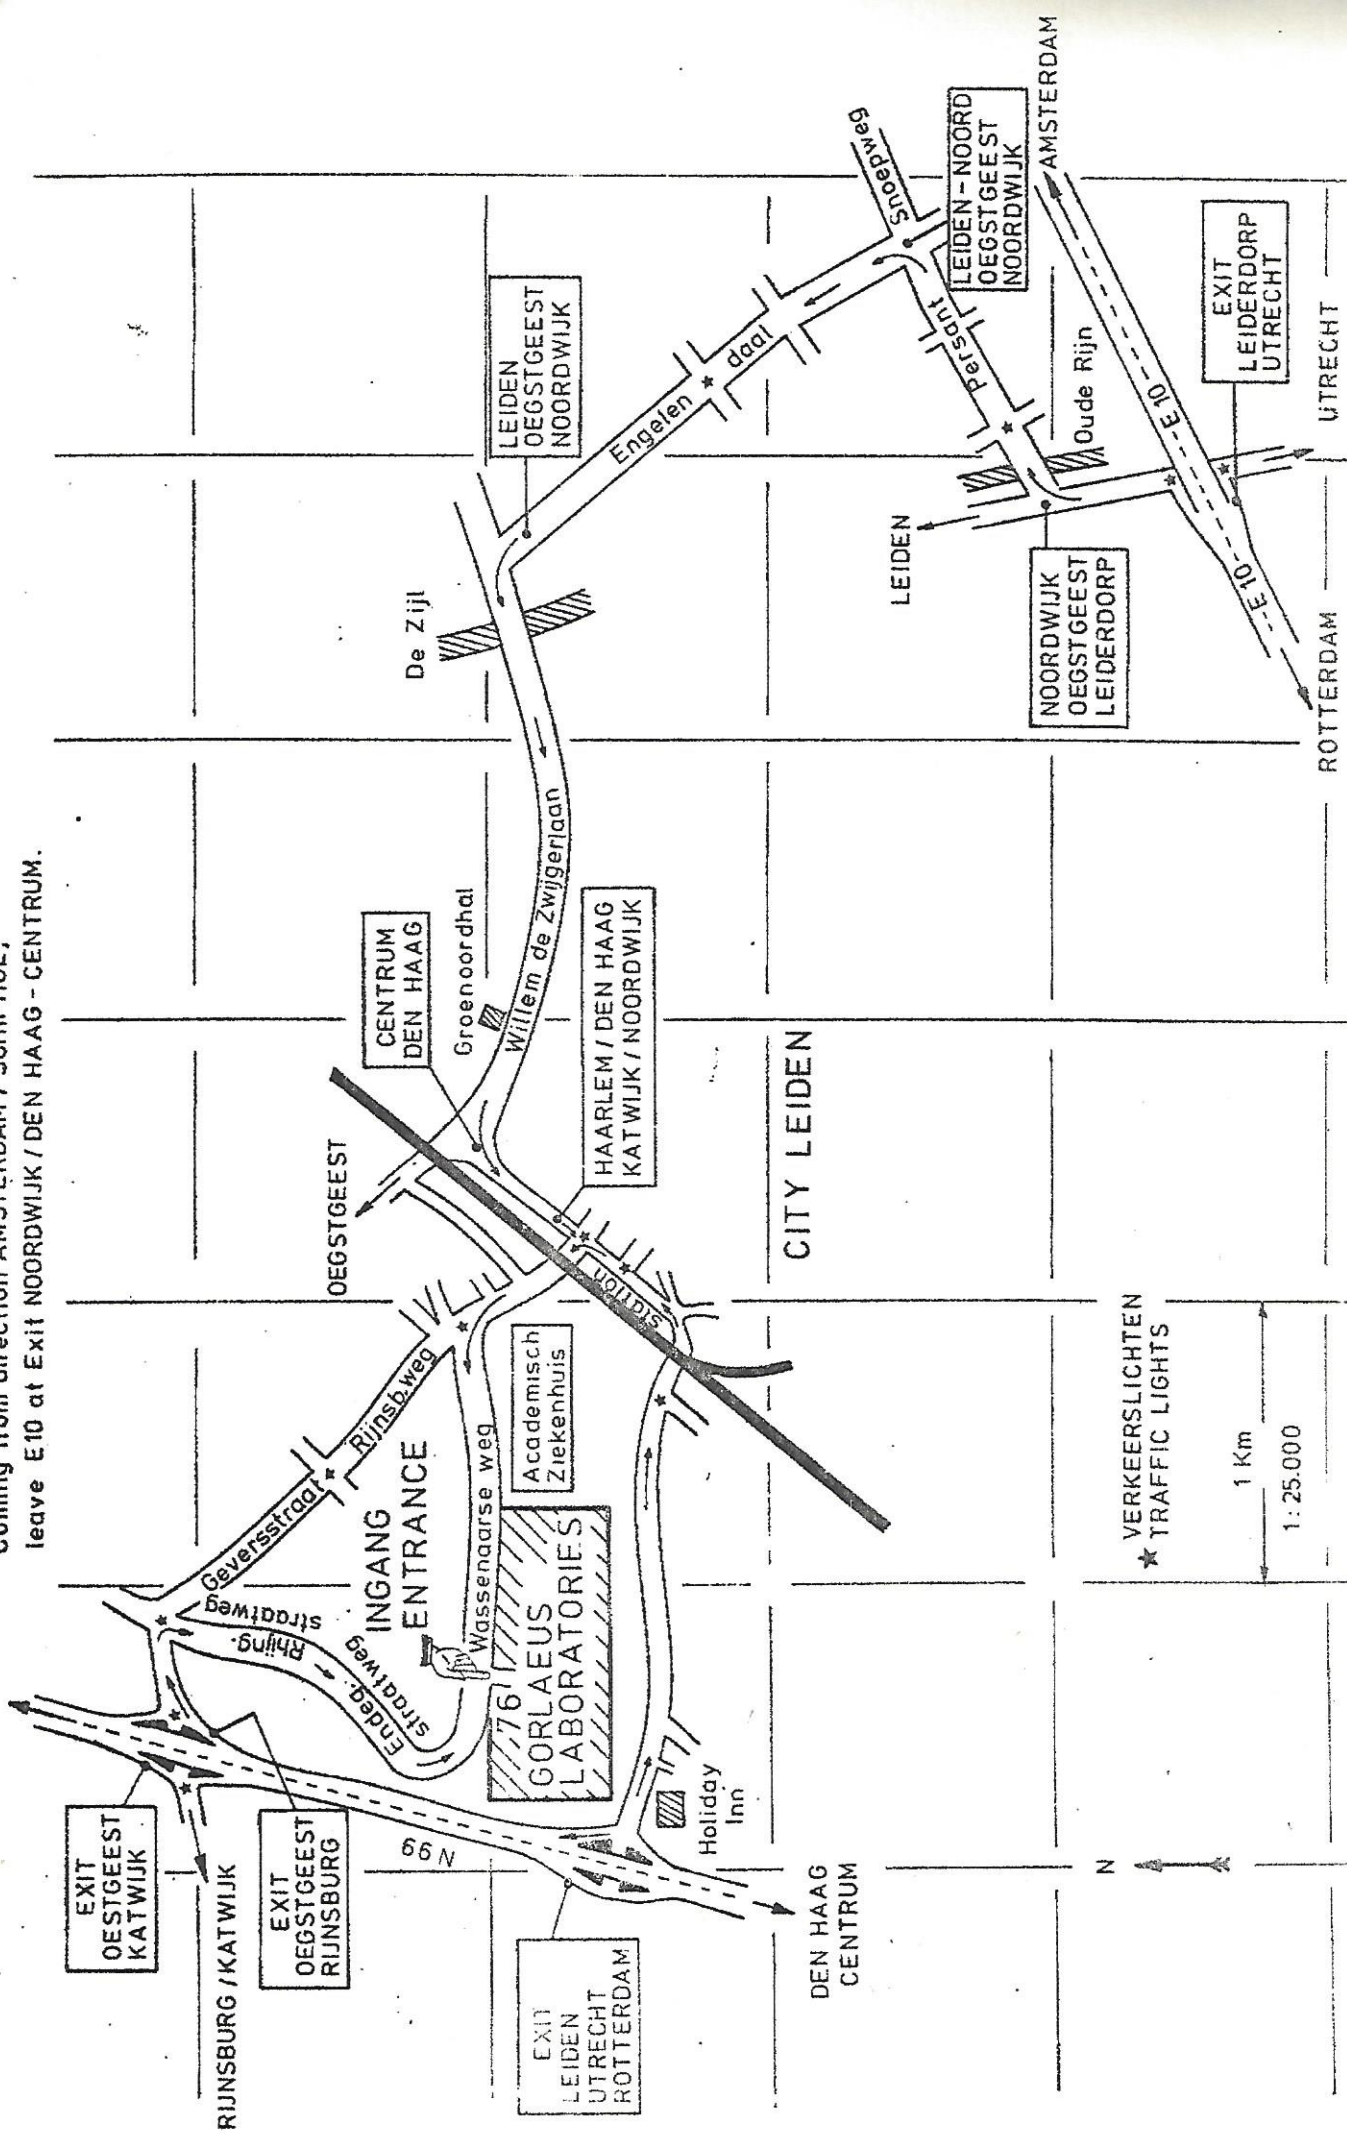 leave E10 at Exit NOORDWIJK / DEN HAAG - CENTRUM.
EXIT
OESTGEEST
KATWIJK
RIJNSBURG / KATWIJK
EXIT
OEGSTGEEST
RIJNSBURG
N99
EXIT
LEIDEN
UTRECHT
ROTTERDAM
DEN HAAG
CENTRUM
Holiday
Inn
Geversstraat
Rhijng.
straatweg
Endeg.
straatweg
Rijnsb.weg
INGANG
ENTRANCE
Wassenaarse weg
76
GORLAEUS
LABORATORIES
Academisch
Ziekenhuis
OEGSTGEEST
station
CENTRUM
DEN HAAG
Groenoordhal
Willem de Zwijgerlaan
HAARLEM / DEN HAAG
KATWIJK / NOORDWIJK
CITY LEIDEN
De Zijl
LEIDEN
OEGSTGEEST
NOORDWIJK
Engelen
daal
Snoepweg
LEIDEN-NOORD
OEGSTGEEST
NOORDWIJK
Persant
Oude Rijn
LEIDEN
NOORDWIJK
OEGSTGEEST
LEIDERDORP
AMSTERDAM
E10
E10
EXIT
LEIDERDORP
UTRECHT
UTRECHT
ROTTERDAM
N
VERKEERSLICHTEN
TRAFFIC LIGHTS
1 Km
1:25.000